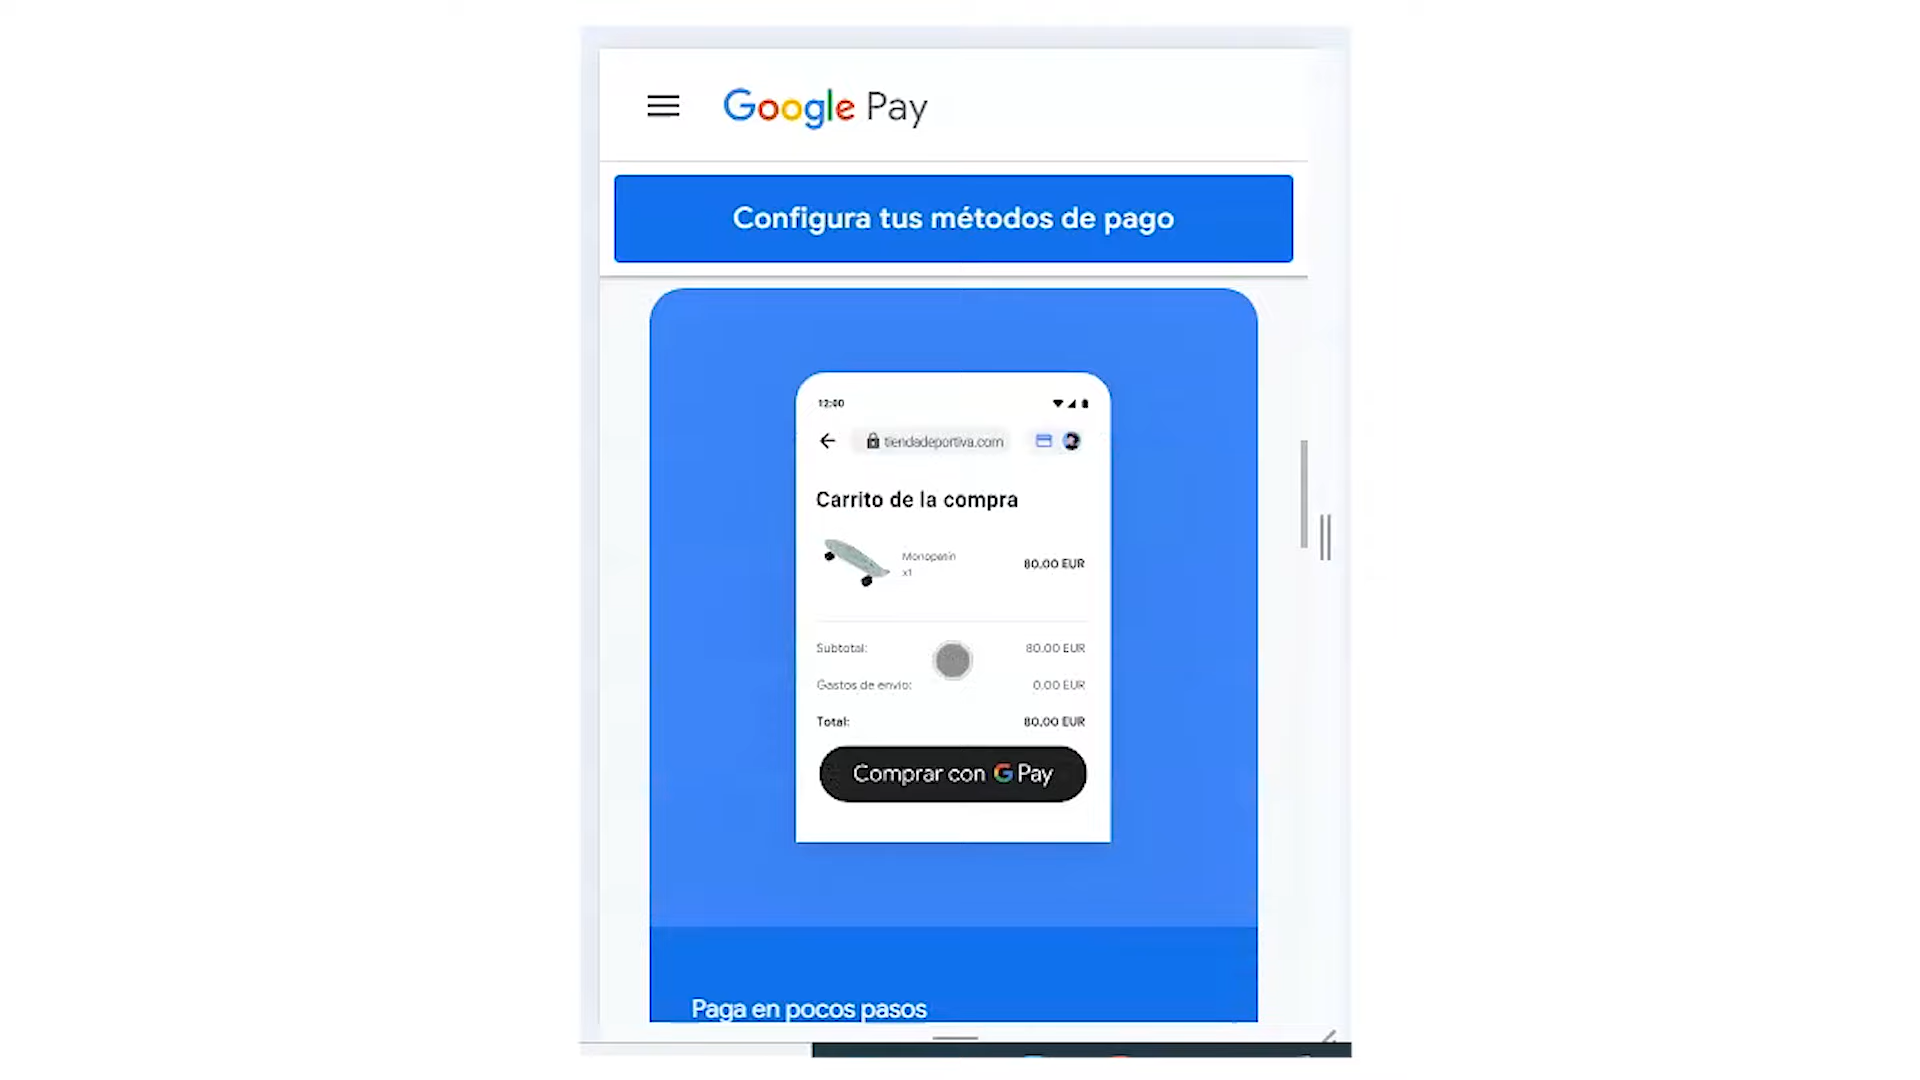 Google Pay
Configura tus métodos de pago
12:00
tiendadeportiva.com
Carrito de la compra
Monopatín
x1
80.00 EUR
Subtotal: 80.00 EUR
Gastos de envío: 0.00 EUR
Total: 80.00 EUR
Comprar con G Pay
Paga en pocos pasos